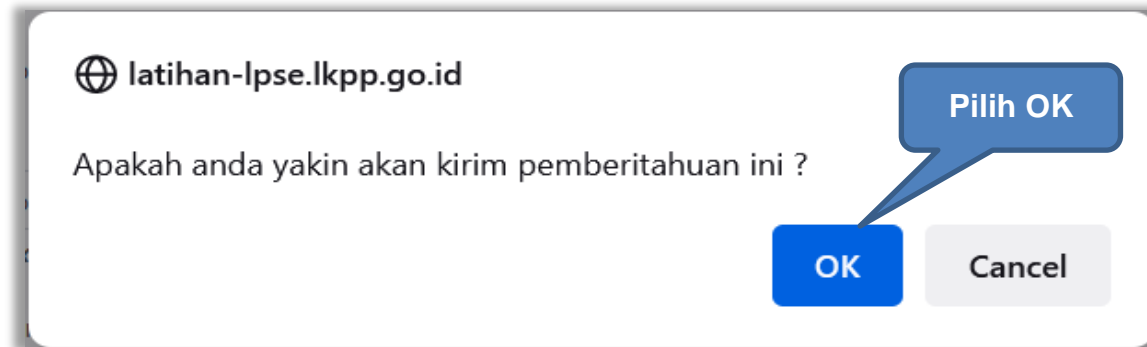 latihan-lpse.lkpp.go.id
Pilih OK
Apakah anda yakin akan kirim pemberitahuan ini ?
OK
Cancel